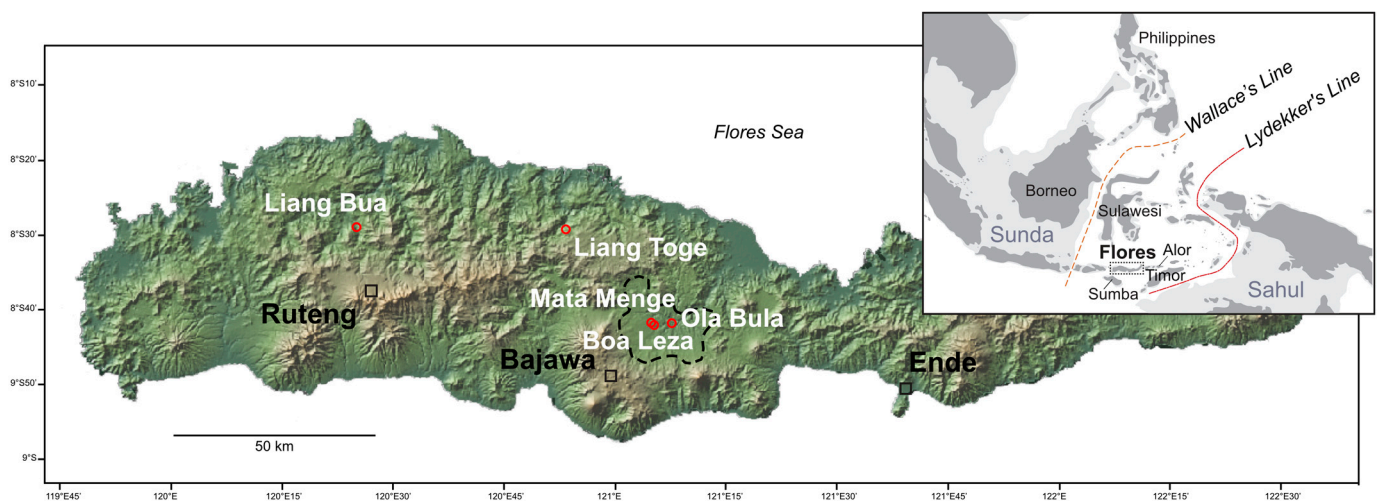 Philippines
Wallace's Line
Lydekker's Line
Borneo
Sulawesi
Sunda
Flores
Alor
Timor
Sumba
Sahul
8°S10'
8°S20'
8°S30'
8°S40'
9°S50'
9°S
Flores Sea
Liang Bua
Liang Toge
Mata Menge
Ola Bula
Ruteng
Boa Leza
Bajawa
Ende
50 km
119°E45'
120°E
120°E15'
120°E30'
120°E45'
121°E
121°E15'
121°E30'
121°E45'
122°E
122°E15'
122°E30'